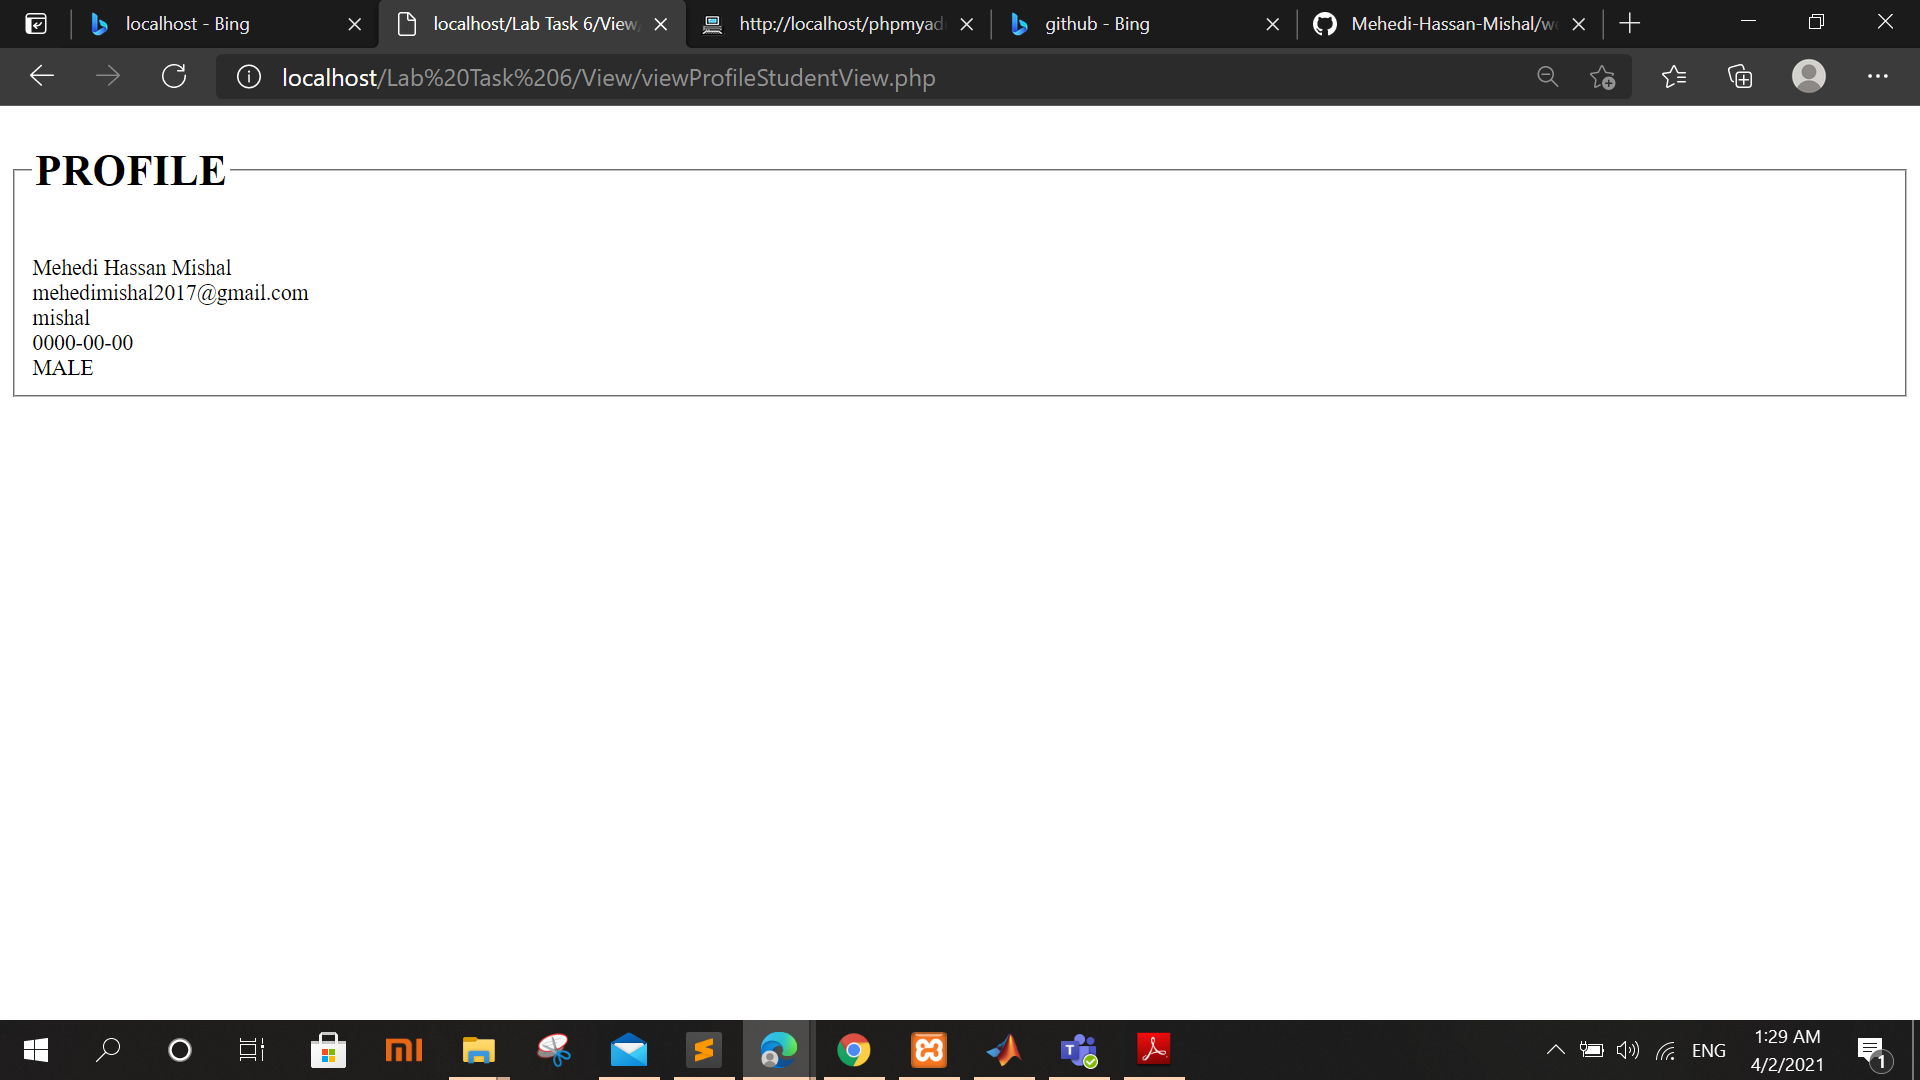 localhost - Bing
localhost/Lab Task 6/View
http://localhost/phpmyad
github - Bing
Mehedi-Hassan-Mishal/we
localhost/Lab%20Task%206/View/viewProfileStudentView.php
PROFILE
Mehedi Hassan Mishal
mehedimishal2017@gmail.com
mishal
0000-00-00
MALE
ENG
1:29 AM
4/2/2021
1